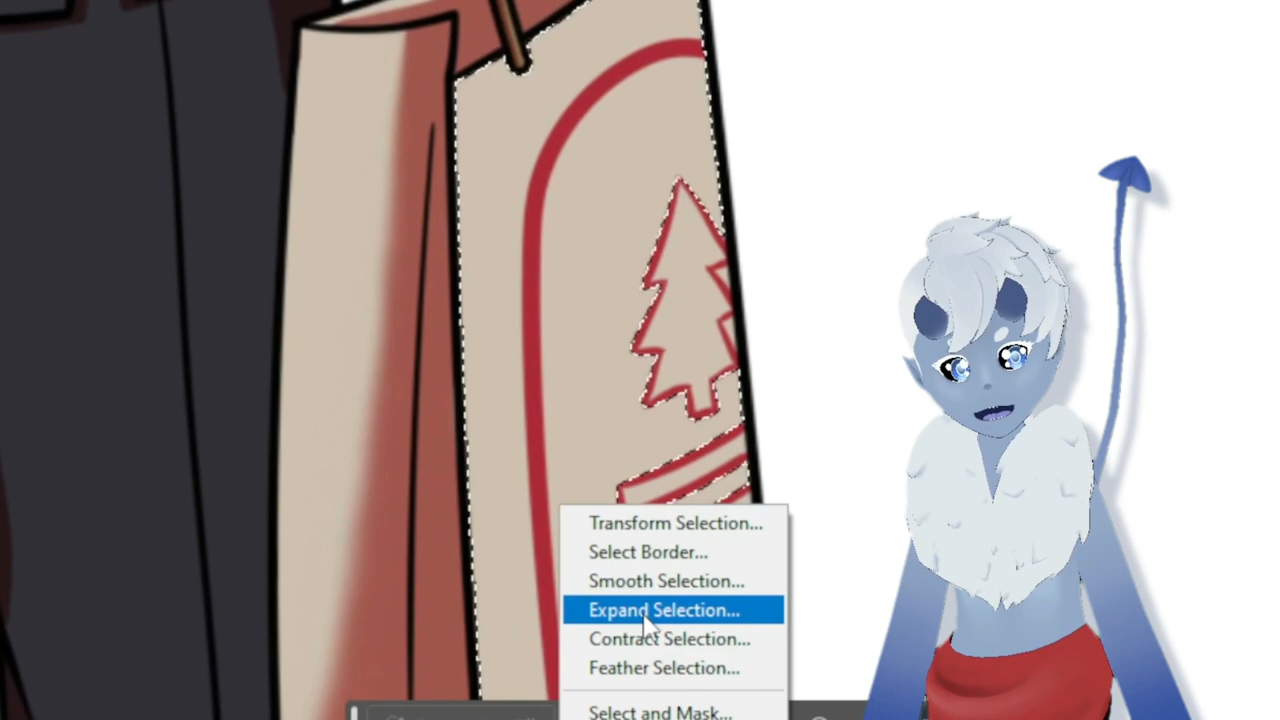 Transform Selection...
Select Border...
Smooth Selection...
Expand Selection...
Contract Selection...
Feather Selection...
Select and Mask...